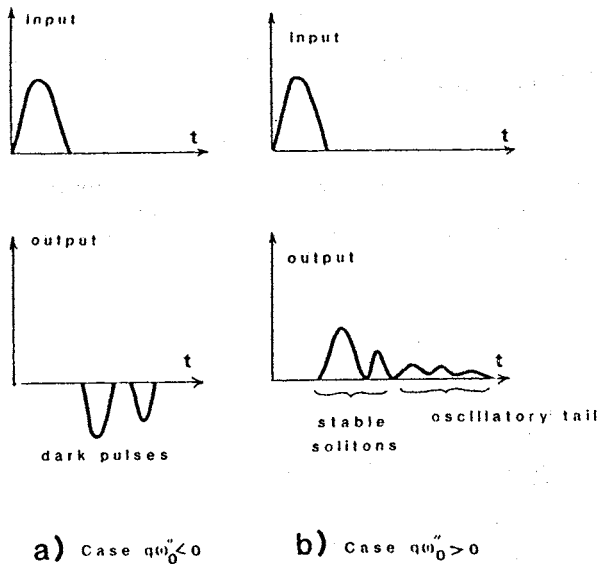 input
t
input
t
output
t
dark pulses
output
t
stable
solitons
oscillatory tail
a) Case qω₀″<0
b) Case qω₀″>0